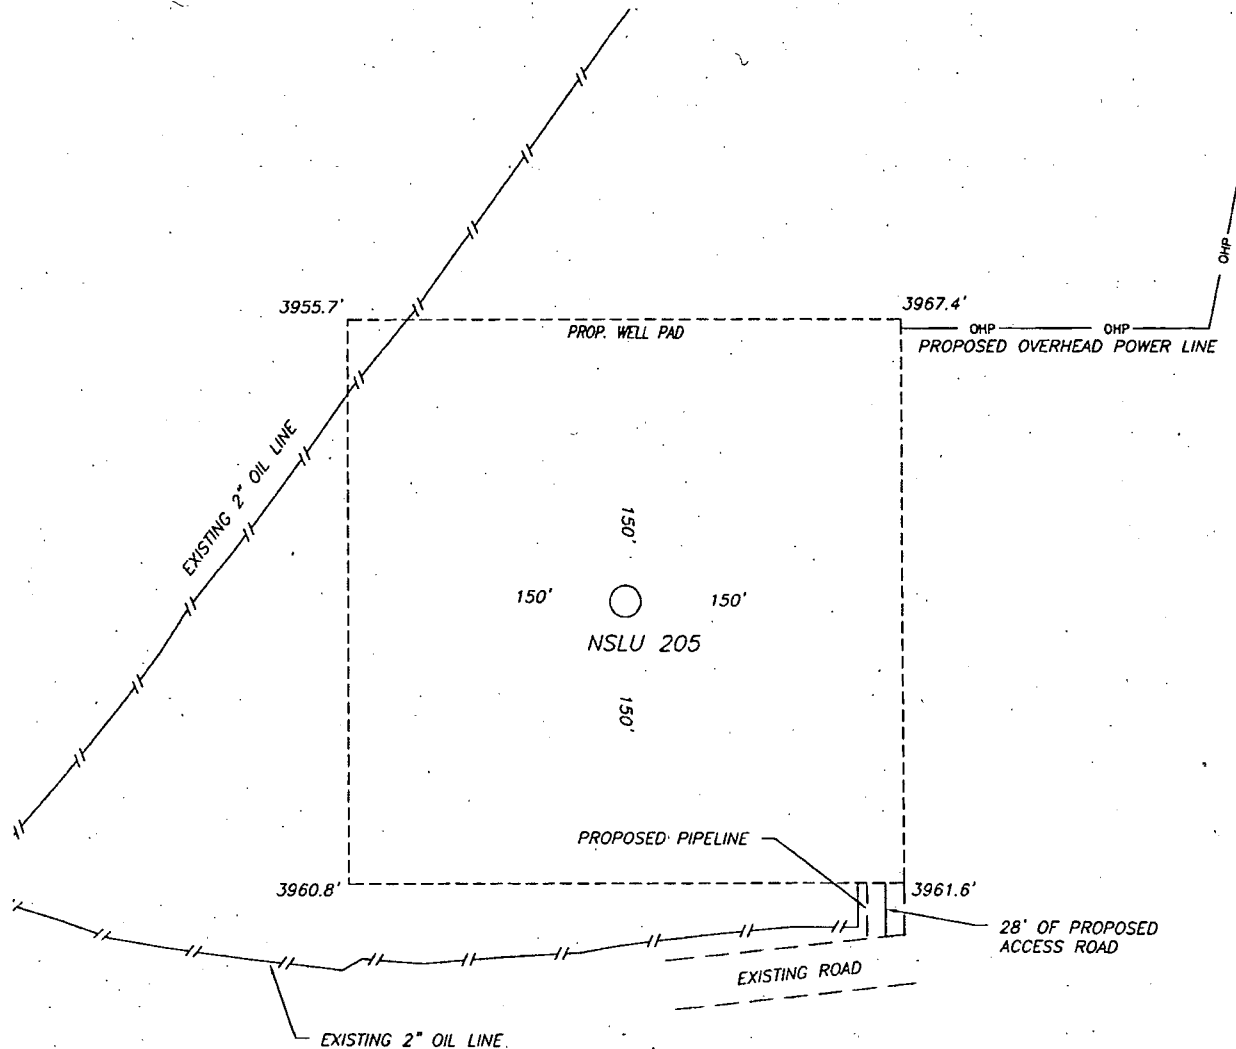 OHP
3955.7'
3967.4'
PROP. WELL PAD
OHP OHP
PROPOSED OVERHEAD POWER LINE
EXISTING 2" OIL LINE
150'
150' 150'
NSLU 205
150'
PROPOSED PIPELINE
3960.8'
3961.6'
28' OF PROPOSED
ACCESS ROAD
EXISTING ROAD
EXISTING 2" OIL LINE